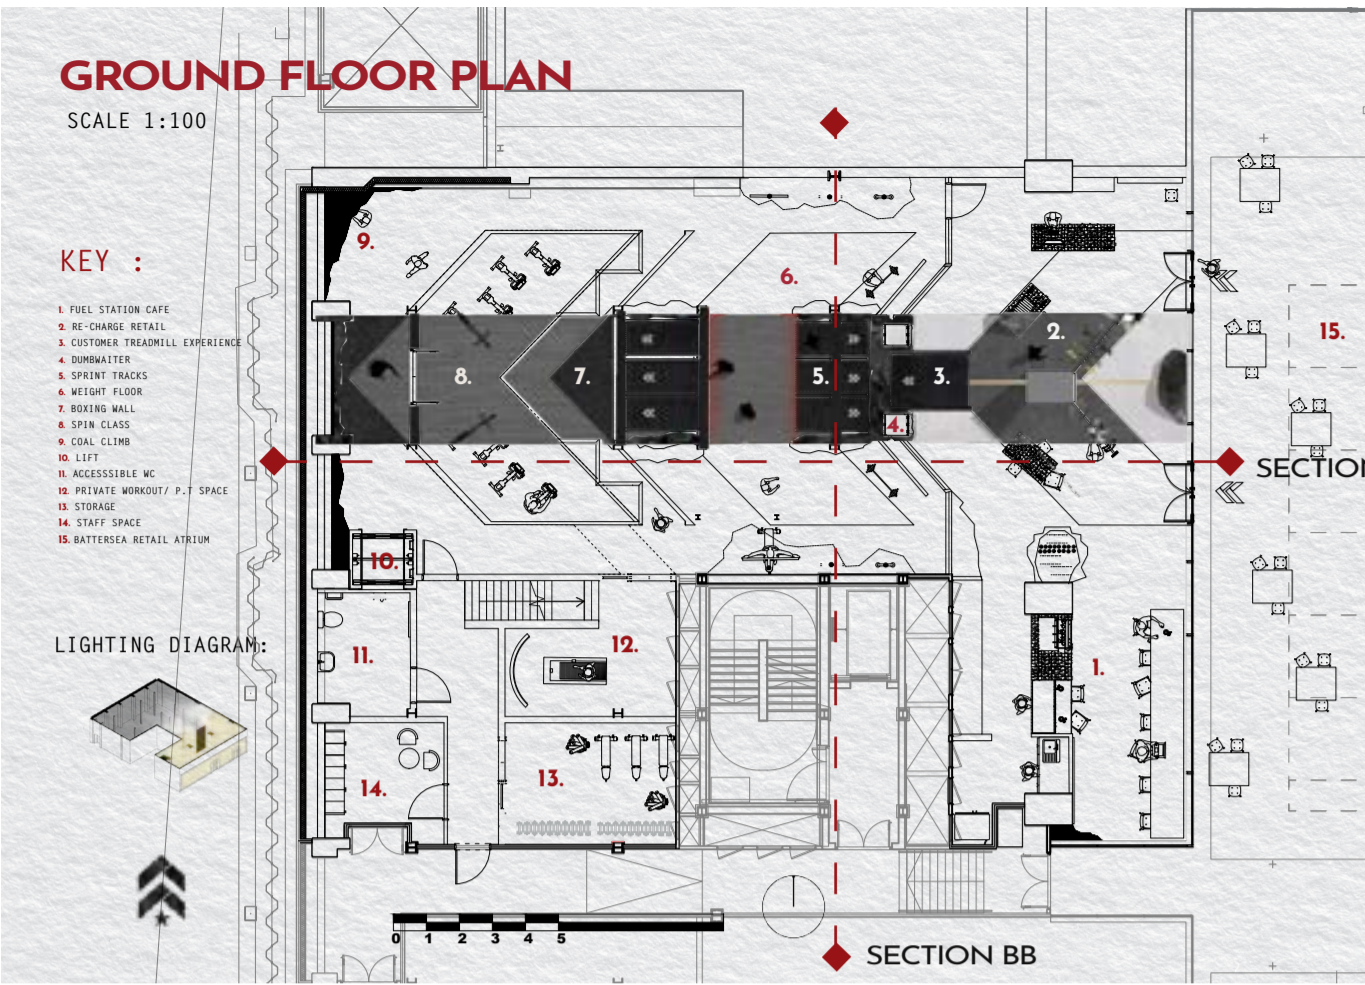 GROUND FLOOR PLAN
SCALE 1:100
KEY :
1. FUEL STATION CAFE
2. RE-CHARGE RETAIL
3. CUSTOMER TREADMILL EXPERIENCE
4. DUMBWAITER
5. SPRINT TRACKS
6. WEIGHT FLOOR
7. BOXING WALL
8. SPIN CLASS
9. COAL CLIMB
10. LIFT
11. ACCESSSIBLE WC
12. PRIVATE WORKOUT/ P.T SPACE
13. STORAGE
14. STAFF SPACE
15. BATTERSEA RETAIL ATRIUM
LIGHTING DIAGRAM:
9.
6.
2.
15.
8.
7.
5.
3.
4.
SECTION
10.
12.
11.
1.
13.
14.
0 1 2 3 4 5
SECTION BB